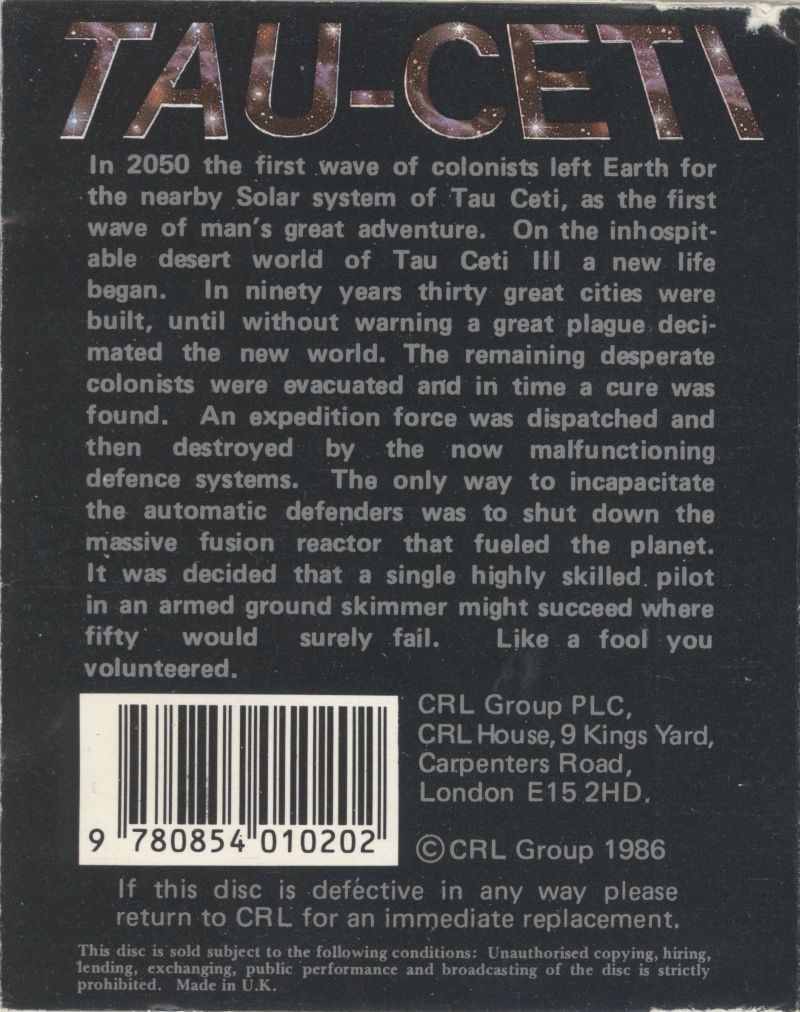 TAU-CETI
In 2050 the first wave of colonists left Earth for
the nearby Solar system of Tau Ceti, as the first
wave of man's great adventure. On the inhospit-
able desert world of Tau Ceti III a new life
began. In ninety years thirty great cities were
built, until without warning a great plague deci-
mated the new world. The remaining desperate
colonists were evacuated and in time a cure was
found. An expedition force was dispatched and
then destroyed by the now malfunctioning
defence systems. The only way to incapacitate
the automatic defenders was to shut down the
massive fusion reactor that fueled the planet.
It was decided that a single highly skilled pilot
in an armed ground skimmer might succeed where
fifty would surely fail. Like a fool you
volunteered.
CRL Group PLC,
CRL House, 9 Kings Yard,
Carpenters Road,
London E15 2HD.
9 780854 010202
©CRL Group 1986
If this disc is defective in any way please
return to CRL for an immediate replacement.
This disc is sold subject to the following conditions: Unauthorised copying, hiring,
lending, exchanging, public performance and broadcasting of the disc is strictly
prohibited. Made in U.K.